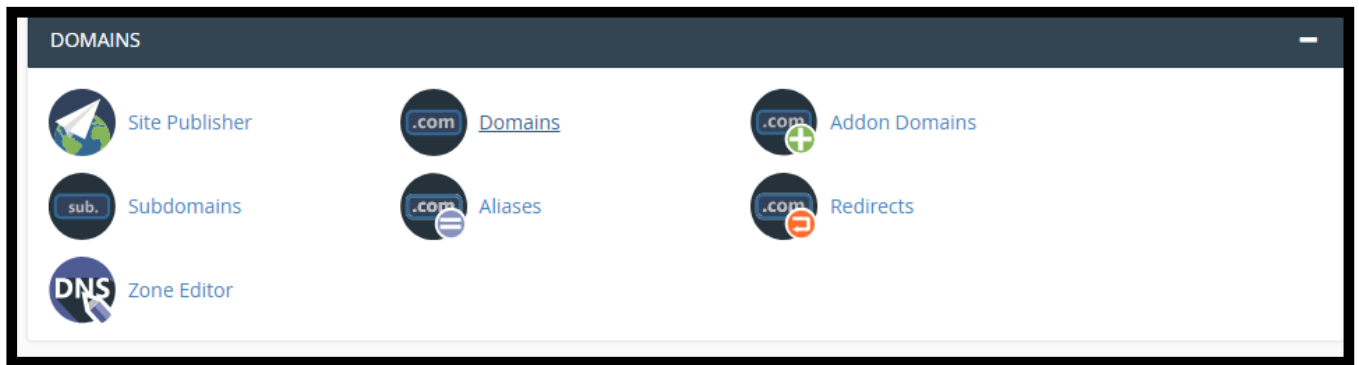 DOMAINS
Site Publisher
.com Domains
.com Addon Domains
sub. Subdomains
.com Aliases
.com Redirects
DNS Zone Editor